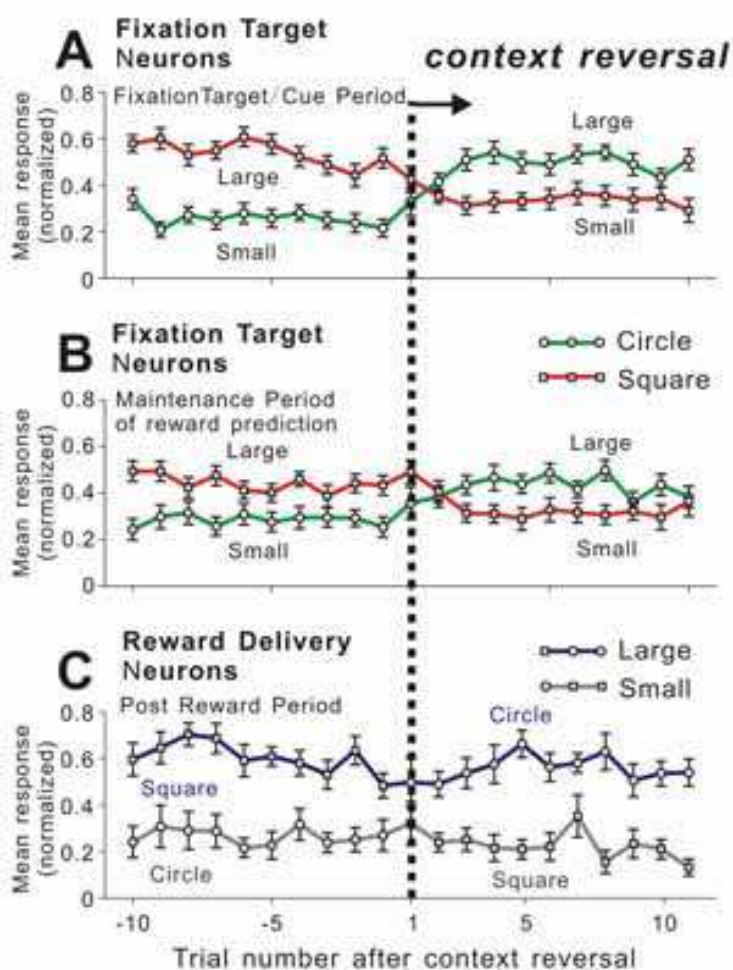 A
Fixation Target
Neurons
context reversal
FixationTarget/Cue Period
Mean response
(normalized)
0.8
0.6
0.4
0.2
0
Large
Small
Large
Small
B
Fixation Target
Neurons
Circle
Square
Maintenance Period
of reward prediction
Mean response
(normalized)
0.8
0.6
0.4
0.2
0
Large
Small
Large
Small
C
Reward Delivery
Neurons
Large
Small
Post Reward Period
Mean response
(normalized)
0.8
0.6
0.4
0.2
0
Square
Circle
Circle
Square
-10 -5 1 5 10
Trial number after context reversal